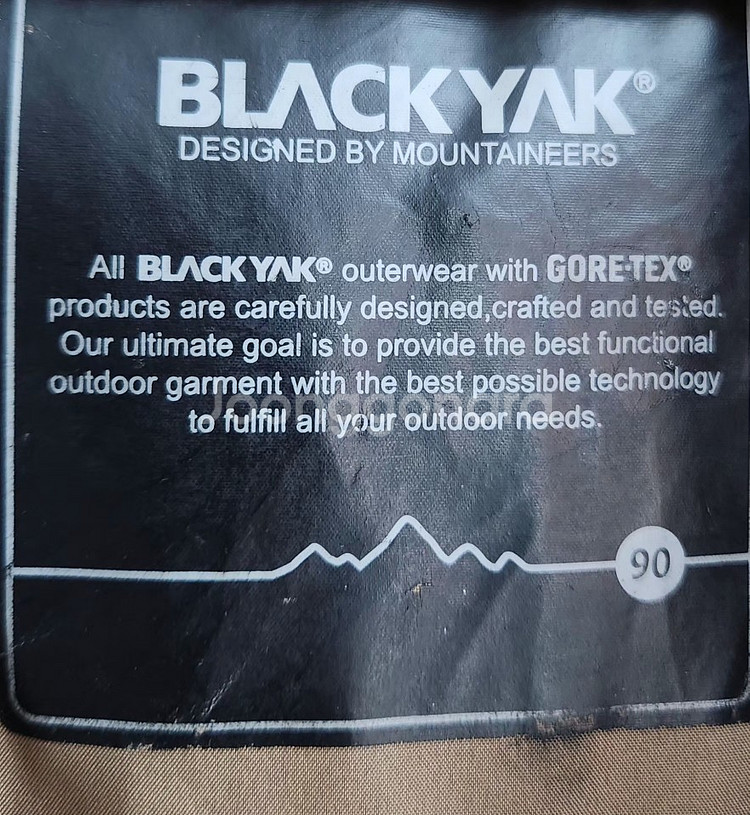 BLACKYAK®
DESIGNED BY MOUNTAINEERS
All BLACKYAK® outerwear with GORE-TEX®
products are carefully designed,crafted and tested.
Our ultimate goal is to provide the best functional
outdoor garment with the best possible technology
to fulfill all your outdoor needs.
Joonggonara
90